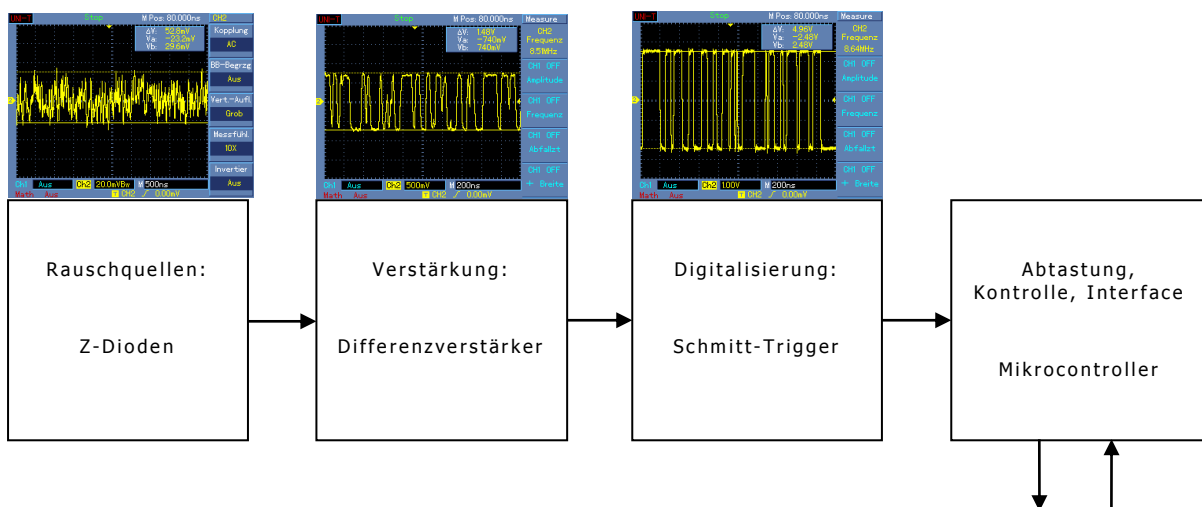 UNI-T Stop M Pos: 80.000ns CH2
ΔV: 52.8mV
Va: -23.2mV
Vb: 29.6mV
Kopplung
AC
BB-Begrzg
Aus
Vert.-Aufl
Grob
Messfühl.
10X
Invertier
Aus
Ch1 Aus Ch2 20.0mVBw M 500ns
Math Aus T CH2 0.00mV
UNI-T Stop M Pos: 80.000ns Measure
ΔV: 1.48V
Va: -740mV
Vb: 740mV
CH2
Frequenz
8.51MHz
CH1 OFF
Amplitude
CH1 OFF
Frequenz
CH1 OFF
Abfallzt
CH1 OFF
+ Breite
Ch1 Aus Ch2 500mV M 200ns
Math Aus T CH2 0.00mV
UNI-T Stop M Pos: 80.000ns Measure
ΔV: 4.96V
Va: -2.48V
Vb: 2.48V
CH2
Frequenz
8.64MHz
CH1 OFF
Amplitude
CH1 OFF
Frequenz
CH1 OFF
Abfallzt
CH1 OFF
+ Breite
Ch1 Aus Ch2 1.00V M 200ns
Math Aus T CH2 0.00mV
Rauschquellen:
Z-Dioden
Verstärkung:
Differenzverstärker
Digitalisierung:
Schmitt-Trigger
Abtastung,
Kontrolle, Interface
Mikrocontroller